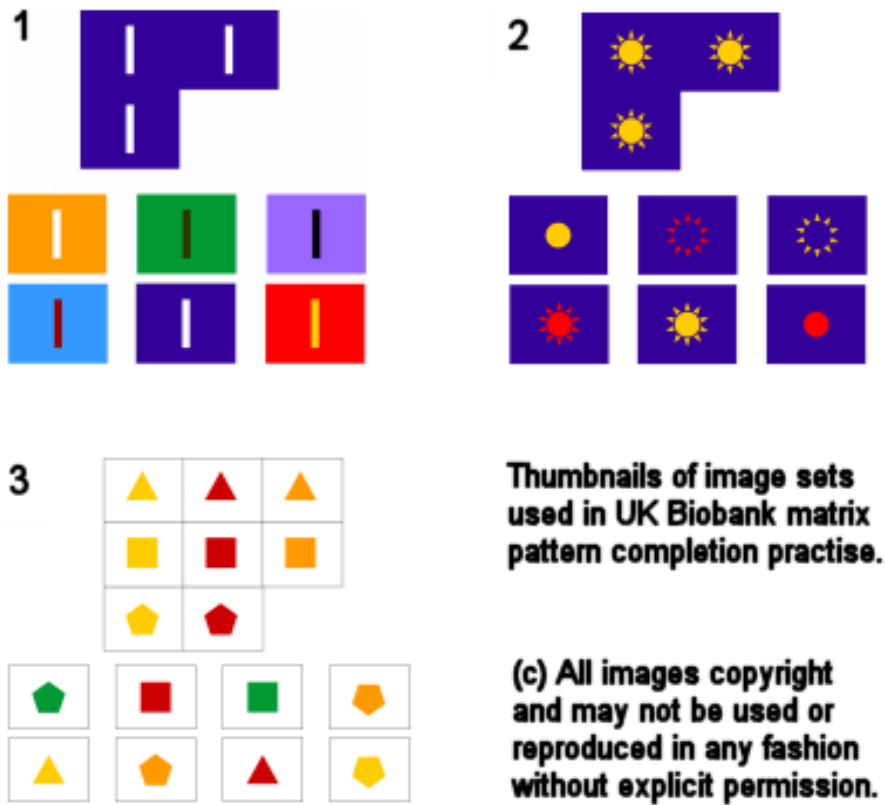 1
2
3
Thumbnails of image sets
used in UK Biobank matrix
pattern completion practise.
(c) All images copyright
and may not be used or
reproduced in any fashion
without explicit permission.